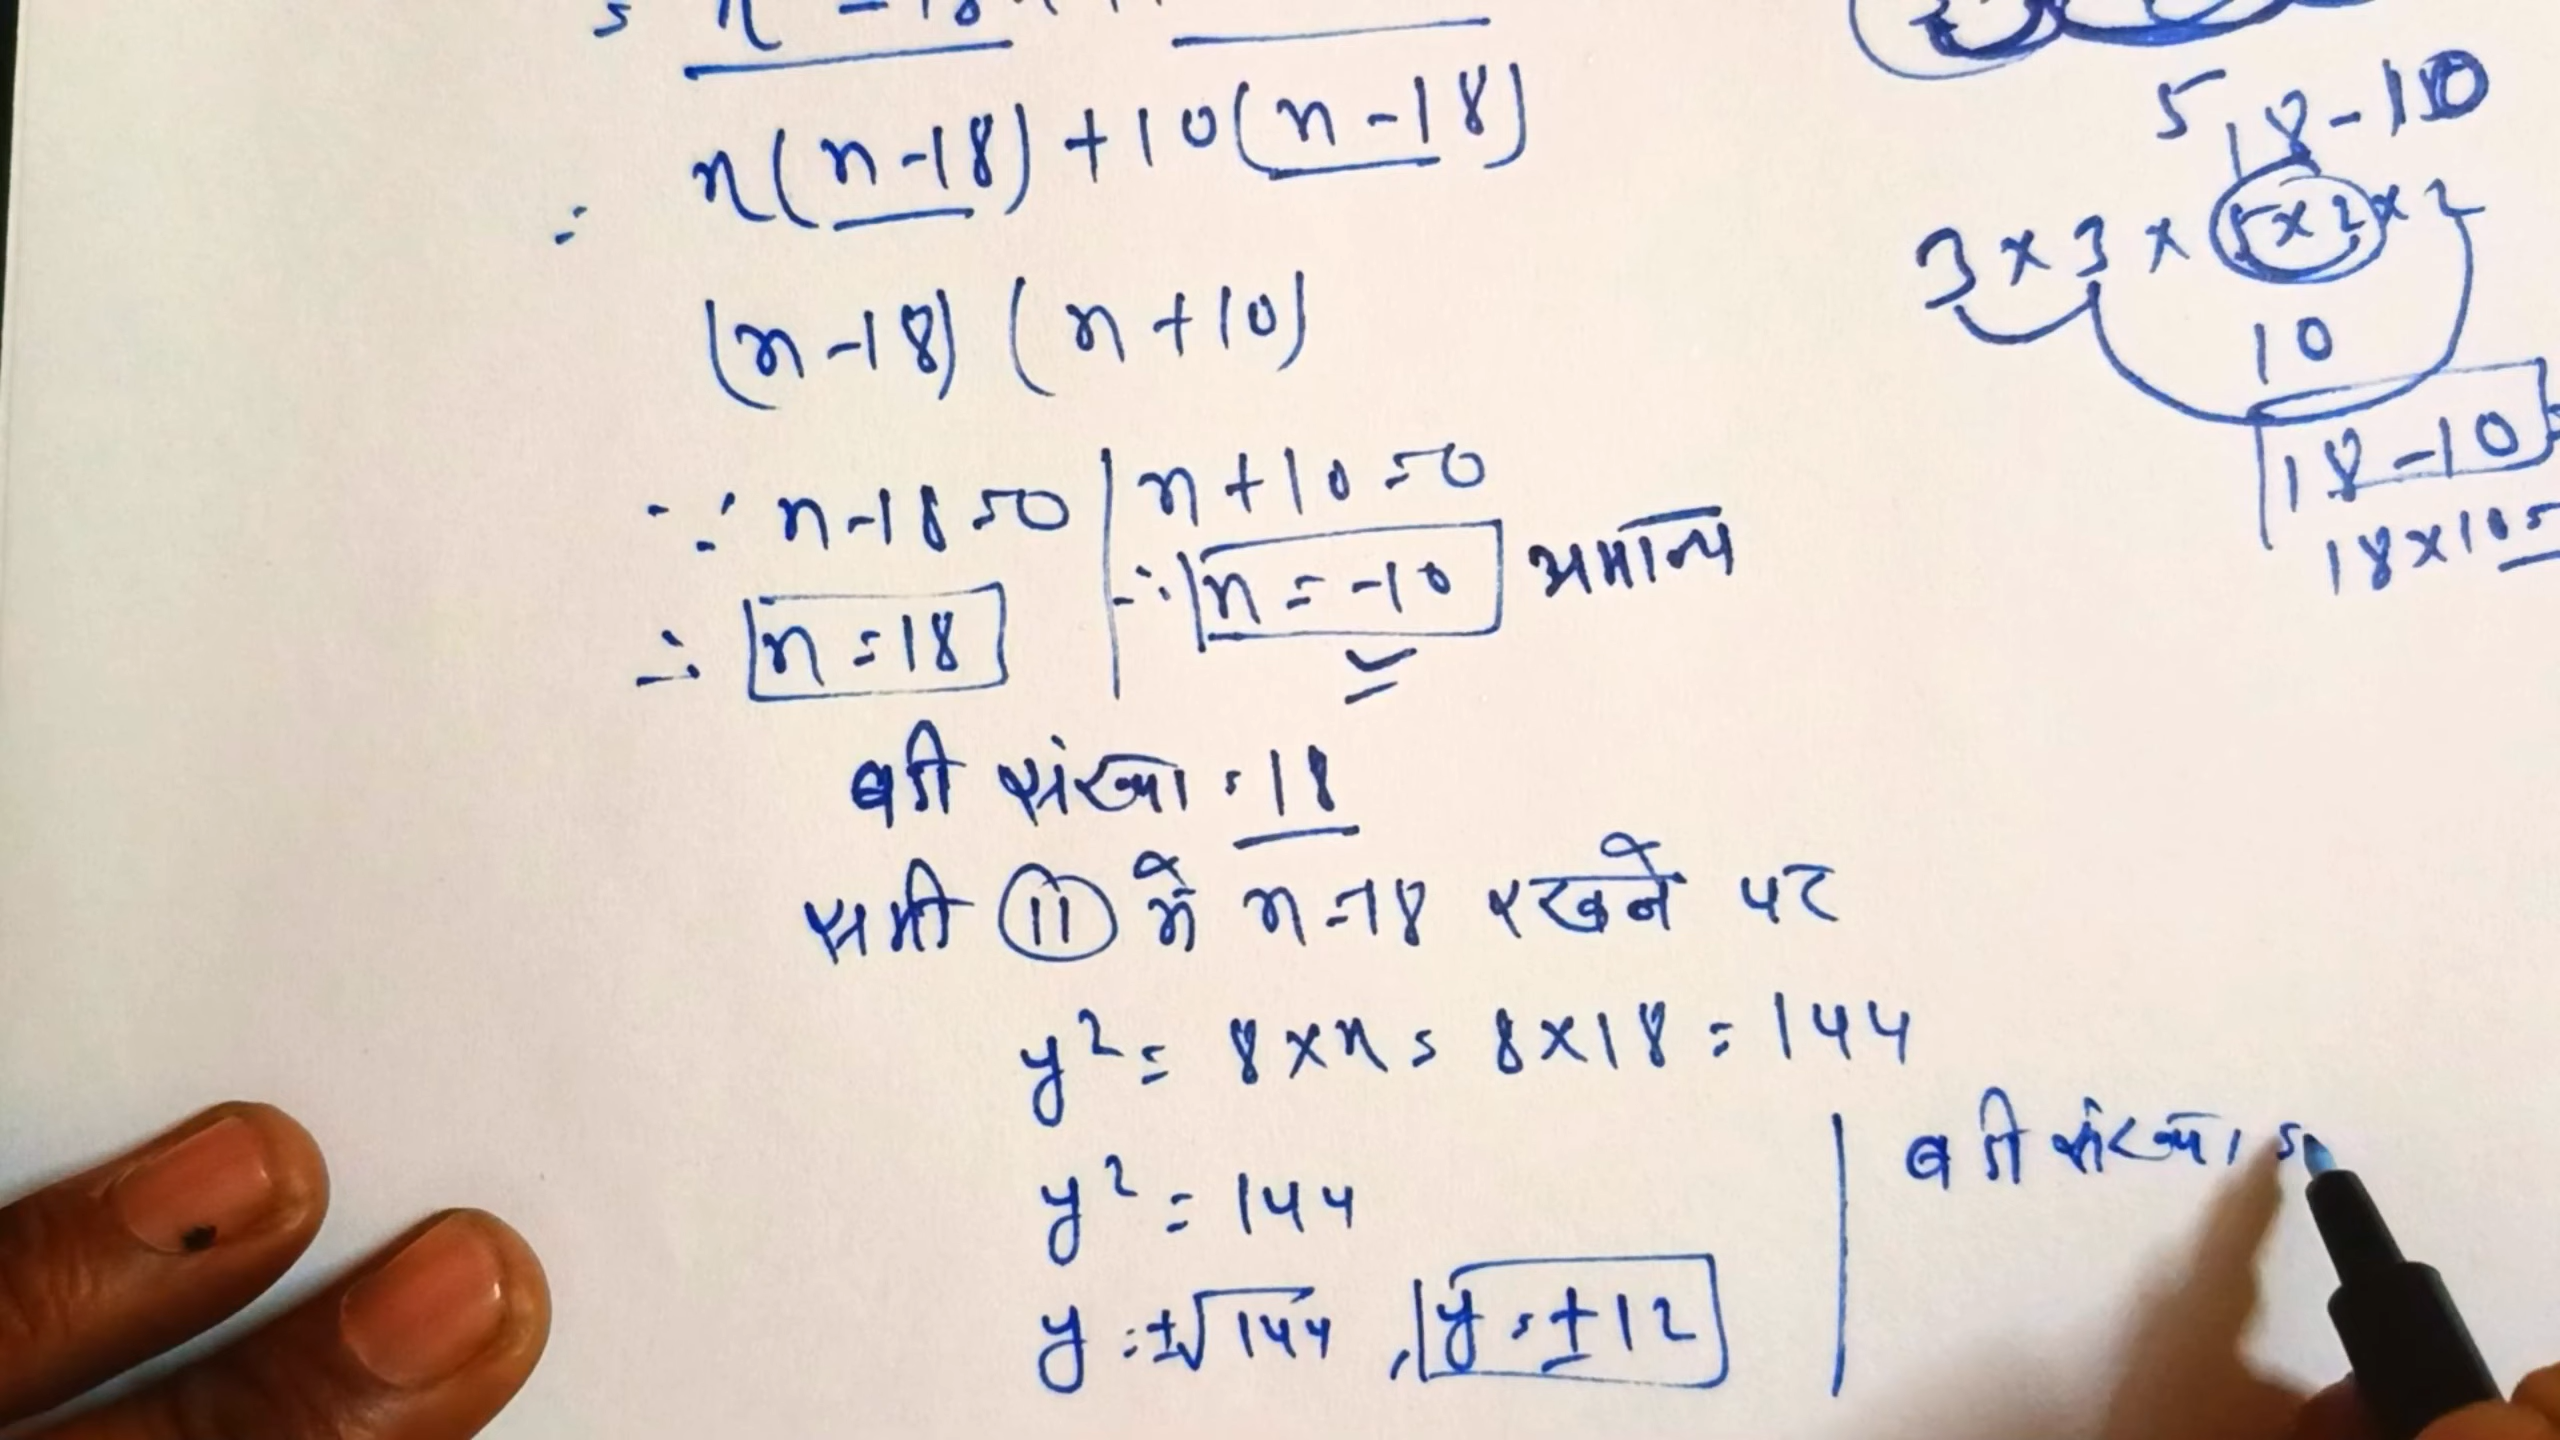 n(n-18)+10(n-18)
=
(n-18) (n+10)
∵ n-18=0 | n+10=0
∴ n=18 | ∴ n=-10 अमान्य
बडी संख्या = 18
समी (11) में n=18 रखने पर
y² = 8×n = 8×18 = 144
y² = 144
y = ±√144, y = ±12
बडी संख्या =
5
18-10
3×3×5×2×2
10
18-10
18×10=